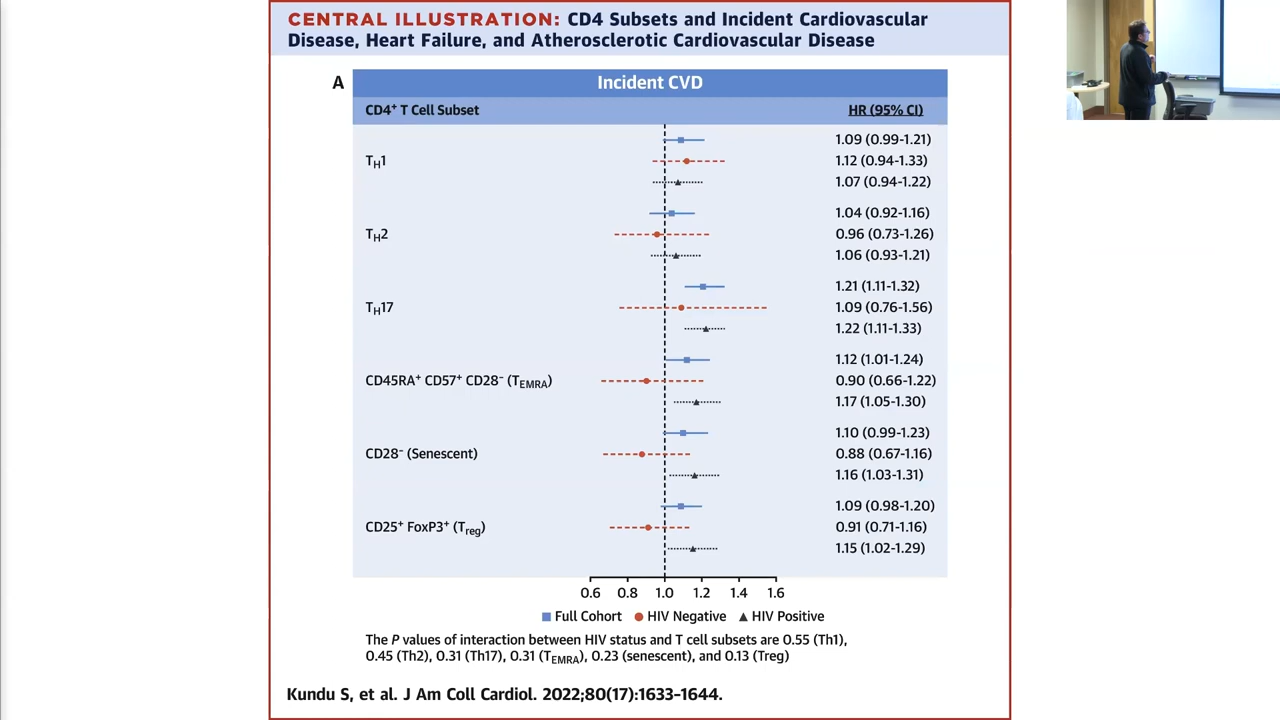 CENTRAL ILLUSTRATION: CD4 Subsets and Incident Cardiovascular
Disease, Heart Failure, and Atherosclerotic Cardiovascular Disease
A
Incident CVD
CD4⁺ T Cell Subset HR (95% CI)
1.09 (0.99-1.21)
TH1 1.12 (0.94-1.33)
1.07 (0.94-1.22)
1.04 (0.92-1.16)
TH2 0.96 (0.73-1.26)
1.06 (0.93-1.21)
1.21 (1.11-1.32)
TH17 1.09 (0.76-1.56)
1.22 (1.11-1.33)
1.12 (1.01-1.24)
CD45RA⁺ CD57⁺ CD28⁻ (TEMRA) 0.90 (0.66-1.22)
1.17 (1.05-1.30)
1.10 (0.99-1.23)
CD28⁻ (Senescent) 0.88 (0.67-1.16)
1.16 (1.03-1.31)
1.09 (0.98-1.20)
CD25⁺ FoxP3⁺ (Treg) 0.91 (0.71-1.16)
1.15 (1.02-1.29)
0.6 0.8 1.0 1.2 1.4 1.6
Full Cohort HIV Negative HIV Positive
The P values of interaction between HIV status and T cell subsets are 0.55 (Th1),
0.45 (Th2), 0.31 (Th17), 0.31 (TEMRA), 0.23 (senescent), and 0.13 (Treg)
Kundu S, et al. J Am Coll Cardiol. 2022;80(17):1633-1644.